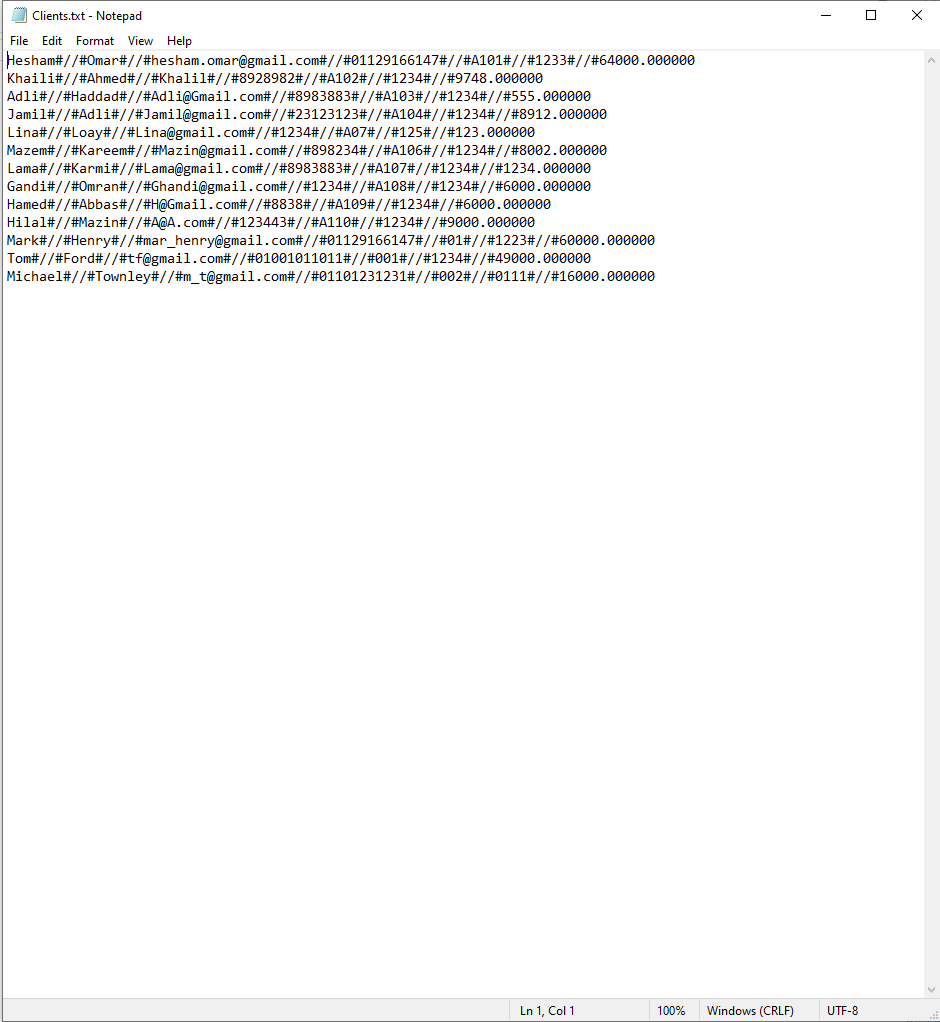 Clients.txt - Notepad
File Edit Format View Help
Hesham#//#Omar#//#hesham.omar@gmail.com#//#01129166147#//#A101#//#1233#//#64000.000000
Khaili#//#Ahmed#//#Khalil#//#8928982#//#A102#//#1234#//#9748.000000
Adli#//#Haddad#//#Adli@Gmail.com#//#8983883#//#A103#//#1234#//#555.000000
Jamil#//#Adli#//#Jamil@gmail.com#//#23123123#//#A104#//#1234#//#8912.000000
Lina#//#Loay#//#Lina@gmail.com#//#1234#//#A07#//#125#//#123.000000
Mazem#//#Kareem#//#Mazin@gmail.com#//#898234#//#A106#//#1234#//#8002.000000
Lama#//#Karmi#//#Lama@gmail.com#//#8983883#//#A107#//#1234#//#1234.000000
Gandi#//#Omran#//#Ghandi@gmail.com#//#1234#//#A108#//#1234#//#6000.000000
Hamed#//#Abbas#//#H@Gmail.com#//#8838#//#A109#//#1234#//#6000.000000
Hilal#//#Mazin#//#A@A.com#//#123443#//#A110#//#1234#//#9000.000000
Mark#//#Henry#//#mar_henry@gmail.com#//#01129166147#//#01#//#1223#//#60000.000000
Tom#//#Ford#//#tf@gmail.com#//#01001011011#//#001#//#1234#//#49000.000000
Michael#//#Townley#//#m_t@gmail.com#//#01101231231#//#002#//#0111#//#16000.000000
Ln 1, Col 1 100% Windows (CRLF) UTF-8